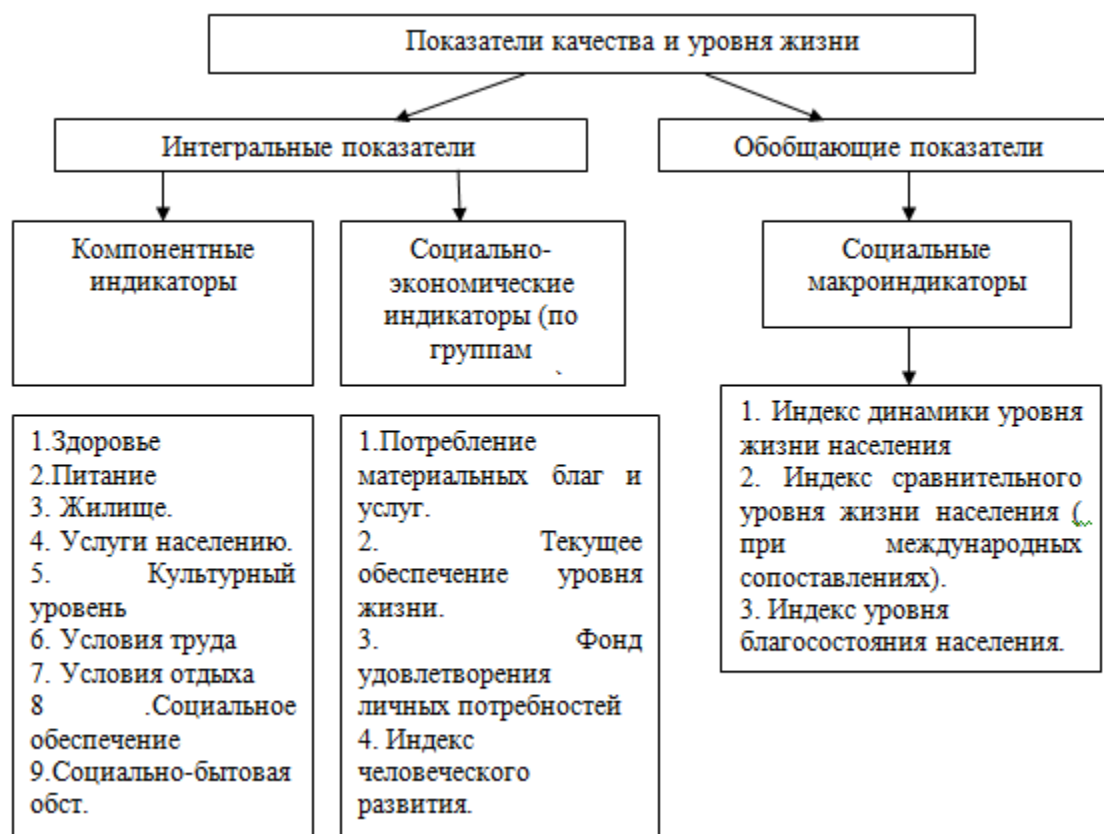 Показатели качества и уровня жизни
Интегральные показатели
Обобщающие показатели
Компонентные
индикаторы
Социально-
экономические
индикаторы (по
группам
Социальные
макроиндикаторы
1.Здоровье
2.Питание
3. Жилище.
4. Услуги населению.
5. Культурный
уровень
6. Условия труда
7. Условия отдыха
8 .Социальное
обеспечение
9.Социально-бытовая
обст.
1.Потребление
материальных благ и
услуг.
2. Текущее
обеспечение уровня
жизни.
3. Фонд
удовлетворения
личных потребностей
4. Индекс
человеческого
развития.
1. Индекс динамики уровня
жизни населения
2. Индекс сравнительного
уровня жизни населения (
при международных
сопоставлениях).
3. Индекс уровня
благосостояния населения.